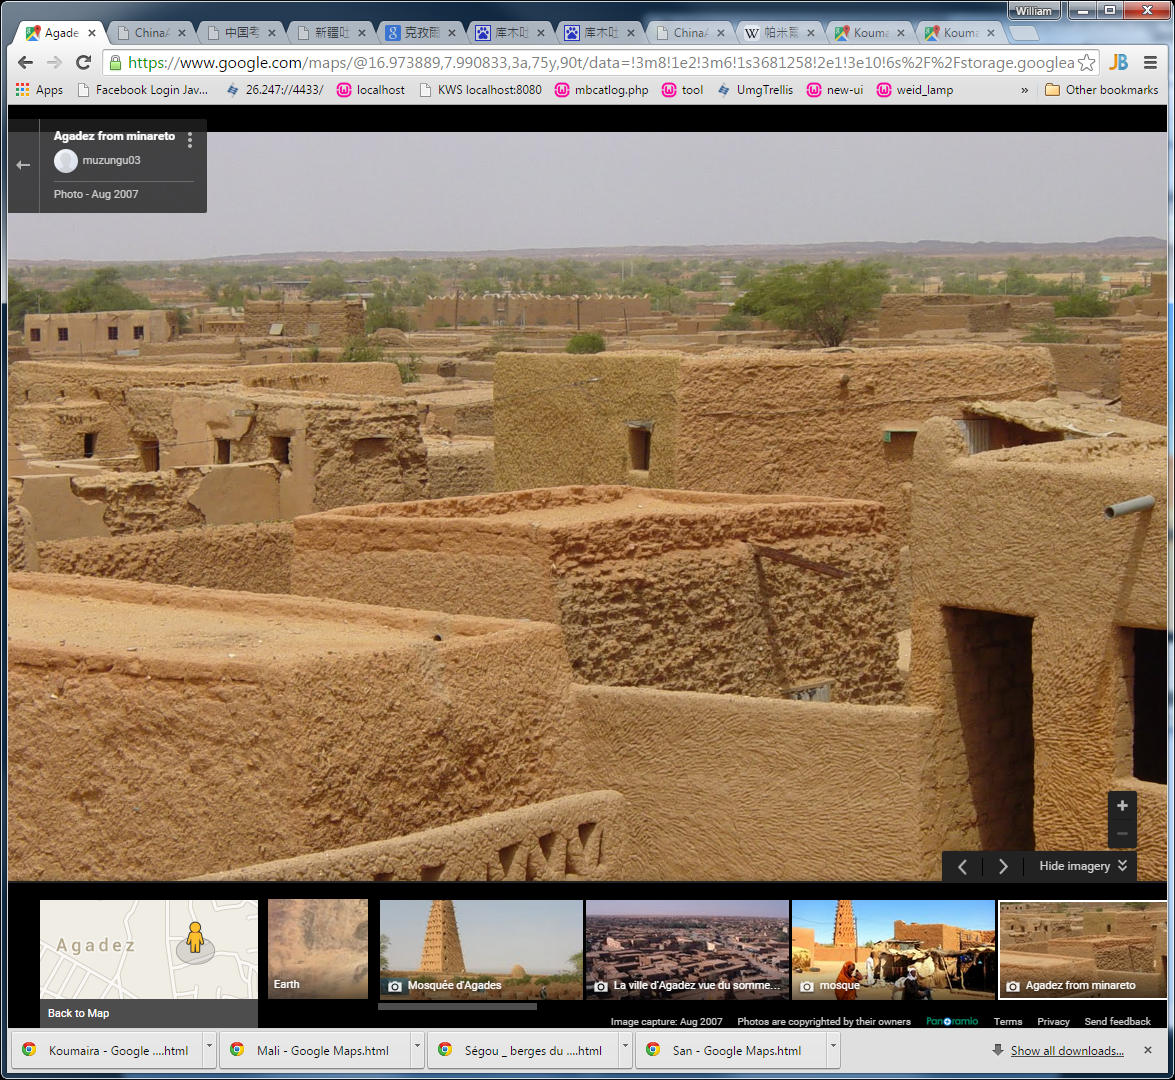 William
Agade
ChinaA
中国考
新疆吐
克孜爾
库木吐
库木吐
ChinaA
帕米爾
Kouma
Kouma
https://www.google.com/maps/@16.973889,7.990833,3a,75y,90t/data=!3m8!1e2!3m6!1s3681258!2e1!3e10!6s%2F%2Fstorage.googlea
Apps Facebook Login Jav... 26.247://4433/ localhost KWS localhost:8080 mbcatlog.php tool UmgTrellis new-ui weid_lamp » Other bookmarks
Agadez from minareto
muzungu03
Photo - Aug 2007
Hide imagery
Agadez
Back to Map
Earth
Mosquée d'Agades
La ville d'Agadez vue du somme...
mosque
Agadez from minareto
Image capture: Aug 2007 Photos are copyrighted by their owners Panoramio Terms Privacy Send feedback
Koumaira - Google ....html
Mali - Google Maps.html
Ségou _ berges du ....html
San - Google Maps.html
Show all downloads...